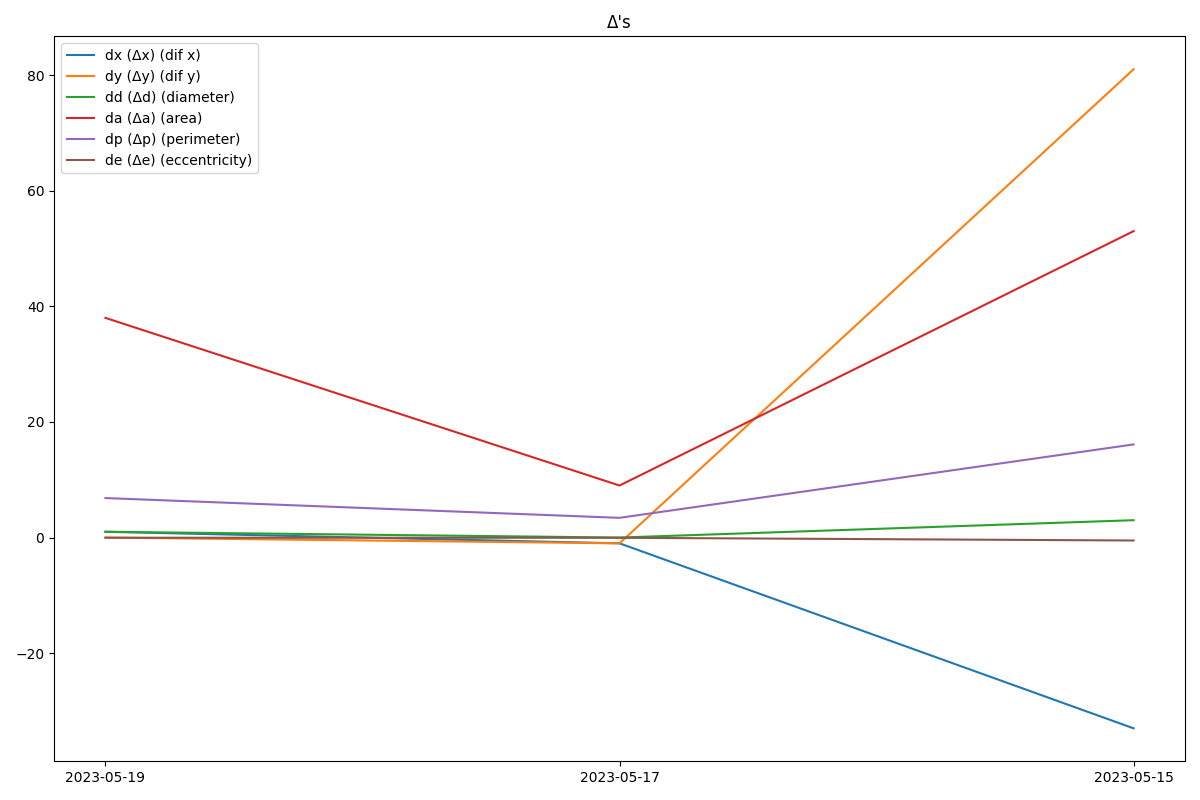 Δ's
dx (Δx) (dif x)
dy (Δy) (dif y)
dd (Δd) (diameter)
da (Δa) (area)
dp (Δp) (perimeter)
de (Δe) (eccentricity)
80
60
40
20
0
−20
2023-05-19 2023-05-17 2023-05-15